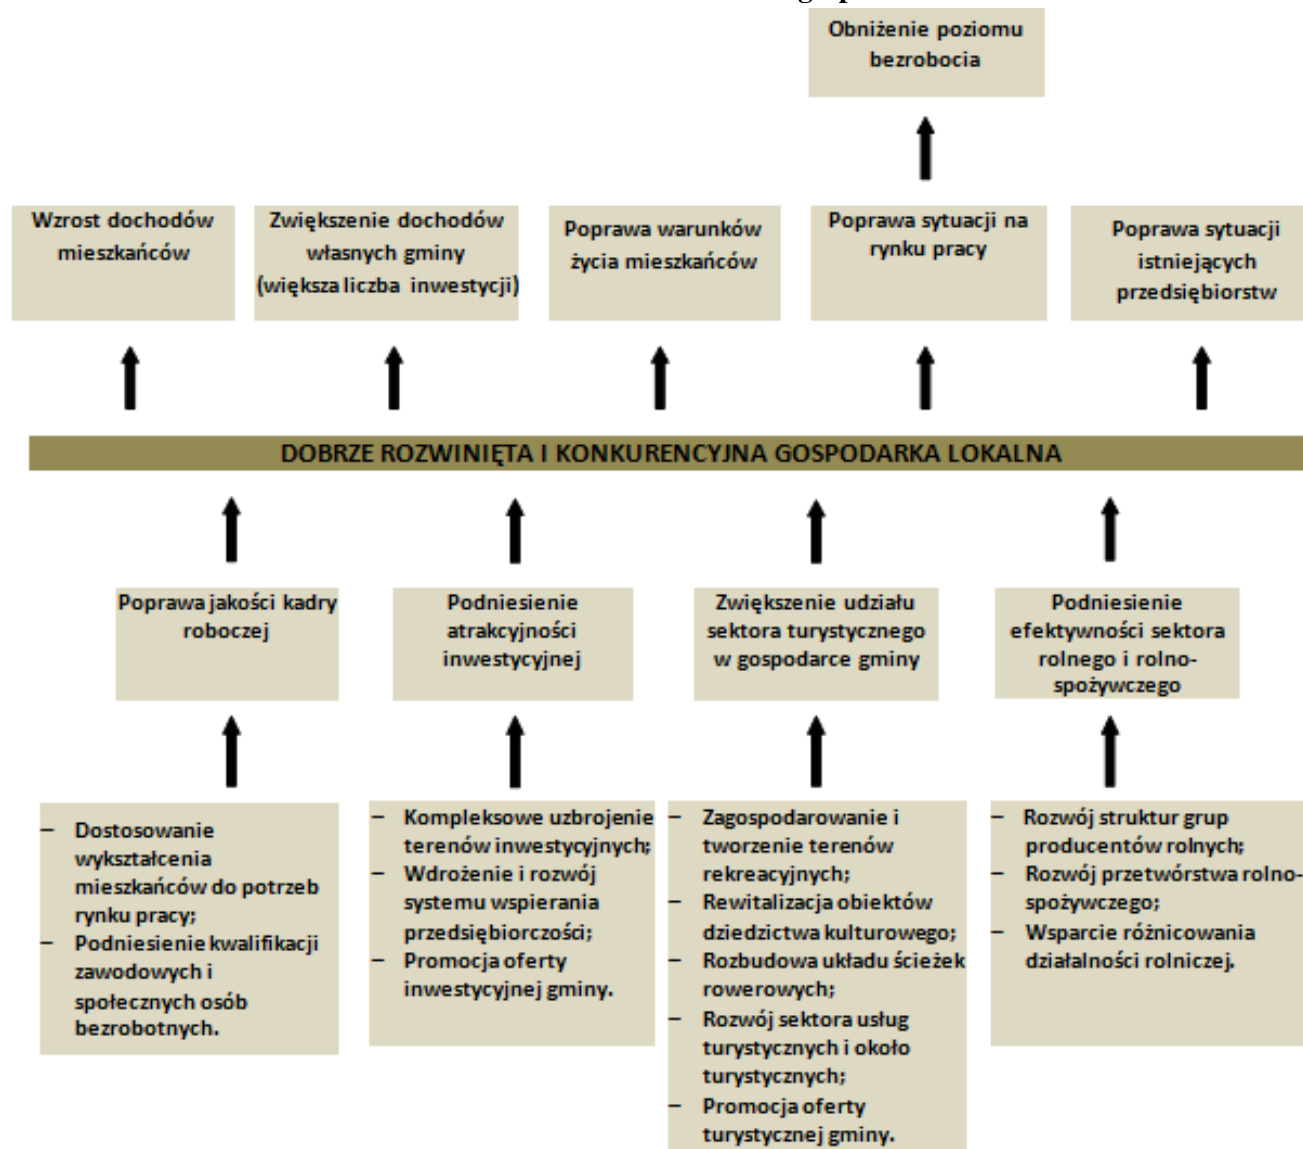 Obniżenie poziomu
bezrobocia
Wzrost dochodów
mieszkańców
Zwiększenie dochodów
własnych gminy
(większa liczba inwestycji)
Poprawa warunków
życia mieszkańców
Poprawa sytuacji na
rynku pracy
Poprawa sytuacji
istniejących
przedsiębiorstw
DOBRZE ROZWINIĘTA I KONKURENCYJNA GOSPODARKA LOKALNA
Poprawa jakości kadry
roboczej
Podniesienie
atrakcyjności
inwestycyjnej
Zwiększenie udziału
sektora turystycznego
w gospodarce gminy
Podniesienie
efektywności sektora
rolnego i rolno-
spożywczego
– Dostosowanie
wykształcenia
mieszkańców do potrzeb
rynku pracy;
– Podniesienie kwalifikacji
zawodowych i
społecznych osób
bezrobotnych.
– Kompleksowe uzbrojenie
terenów inwestycyjnych;
– Wdrożenie i rozwój
systemu wspierania
przedsiębiorczości;
– Promocja oferty
inwestycyjnej gminy.
– Zagospodarowanie i
tworzenie terenów
rekreacyjnych;
– Rewitalizacja obiektów
dziedzictwa kulturowego;
– Rozbudowa układu ścieżek
rowerowych;
– Rozwój sektora usług
turystycznych i około
turystycznych;
– Promocja oferty
turystycznej gminy.
– Rozwój struktur grup
producentów rolnych;
– Rozwój przetwórstwa rolno-
spożywczego;
– Wsparcie różnicowania
działalności rolniczej.